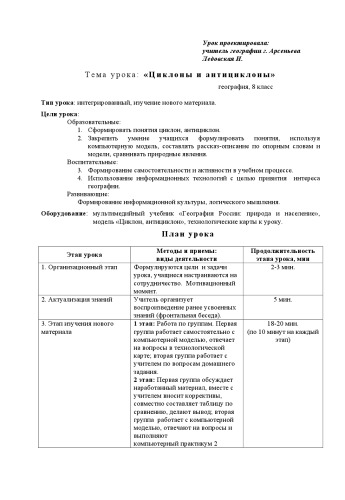 Урок проектировала:
учитель географии г. Арсеньева
Ледовская И.
Тема урока: «Циклоны и антициклоны»
география, 8 класс
Тип урока: интегрированный, изучение нового материала.
Цели урока:
Образовательные:
1. Сформировать понятия циклон, антициклон.
2. Закрепить умение учащихся формулировать понятия, используя
компьютерную модель, составлять рассказ-описание по опорным словам и
модели, сравнивать природные явления.
Воспитательные:
3. Формирование самостоятельности и активности в учебном процессе.
4. Использование информационных технологий с целью привития интереса
географии.
Развивающие:
Формирование информационной культуры, логического мышления.
Оборудование: мультимедийный учебник «География России: природа и население»,
модель «Циклон, антициклон», технологические карты к уроку.
План урока
Этап урока
Методы и приемы:
виды деятельности
Продолжительность
этапа урока, мин
1. Организационный этап
Формулируются цели и задачи
урока, учащиеся настраиваются на
сотрудничество. Мотивационный
момент.
2-3 мин.
2. Актуализация знаний
Учитель организует
воспроизведение ранее усвоенных
знаний (фронтальная беседа).
5 мин.
3. Этап изучения нового
материала
1 этап: Работа по группам. Первая
группа работает самостоятельно с
компьютерной моделью, отвечает
на вопросы в технологической
карте; вторая группа работает с
учителем по вопросам домашнего
задания.
2 этап: Первая группа обсуждает
наработанный материал, вместе с
учителем вносит коррективы,
совместно составляет таблицу по
сравнению, делают вывод; вторая
группа работает с компьютерной
моделью, отвечают на вопросы и
выполняют
компьютерный практикум 2
18-20 мин.
(по 10 минут на каждый
этап)